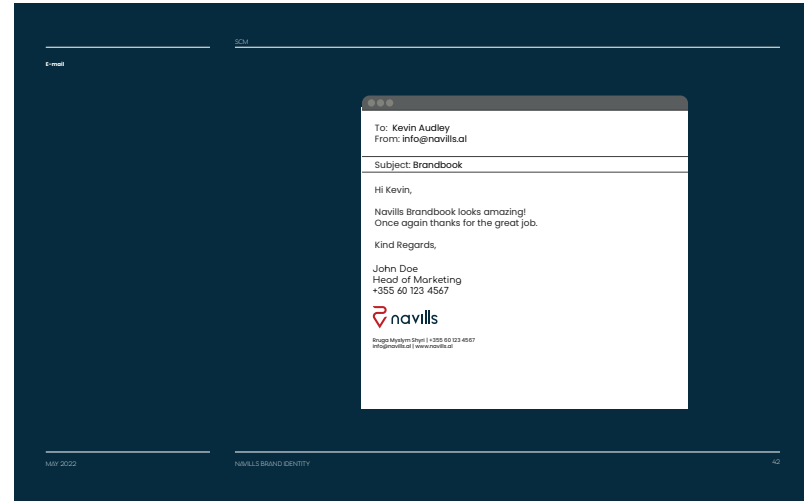 SCM
E-mail
To: Kevin Audley
From: info@navills.al
Subject: Brandbook
Hi Kevin,
Navills Brandbook looks amazing!
Once again thanks for the great job.
Kind Regards,
John Doe
Head of Marketing
+355 60 123 4567
navills
Rruga Myslym Shyri | +355 60 123 4567
info@navills.al | www.navills.al
MAY 2022
NAVILLS BRAND IDENTITY
42